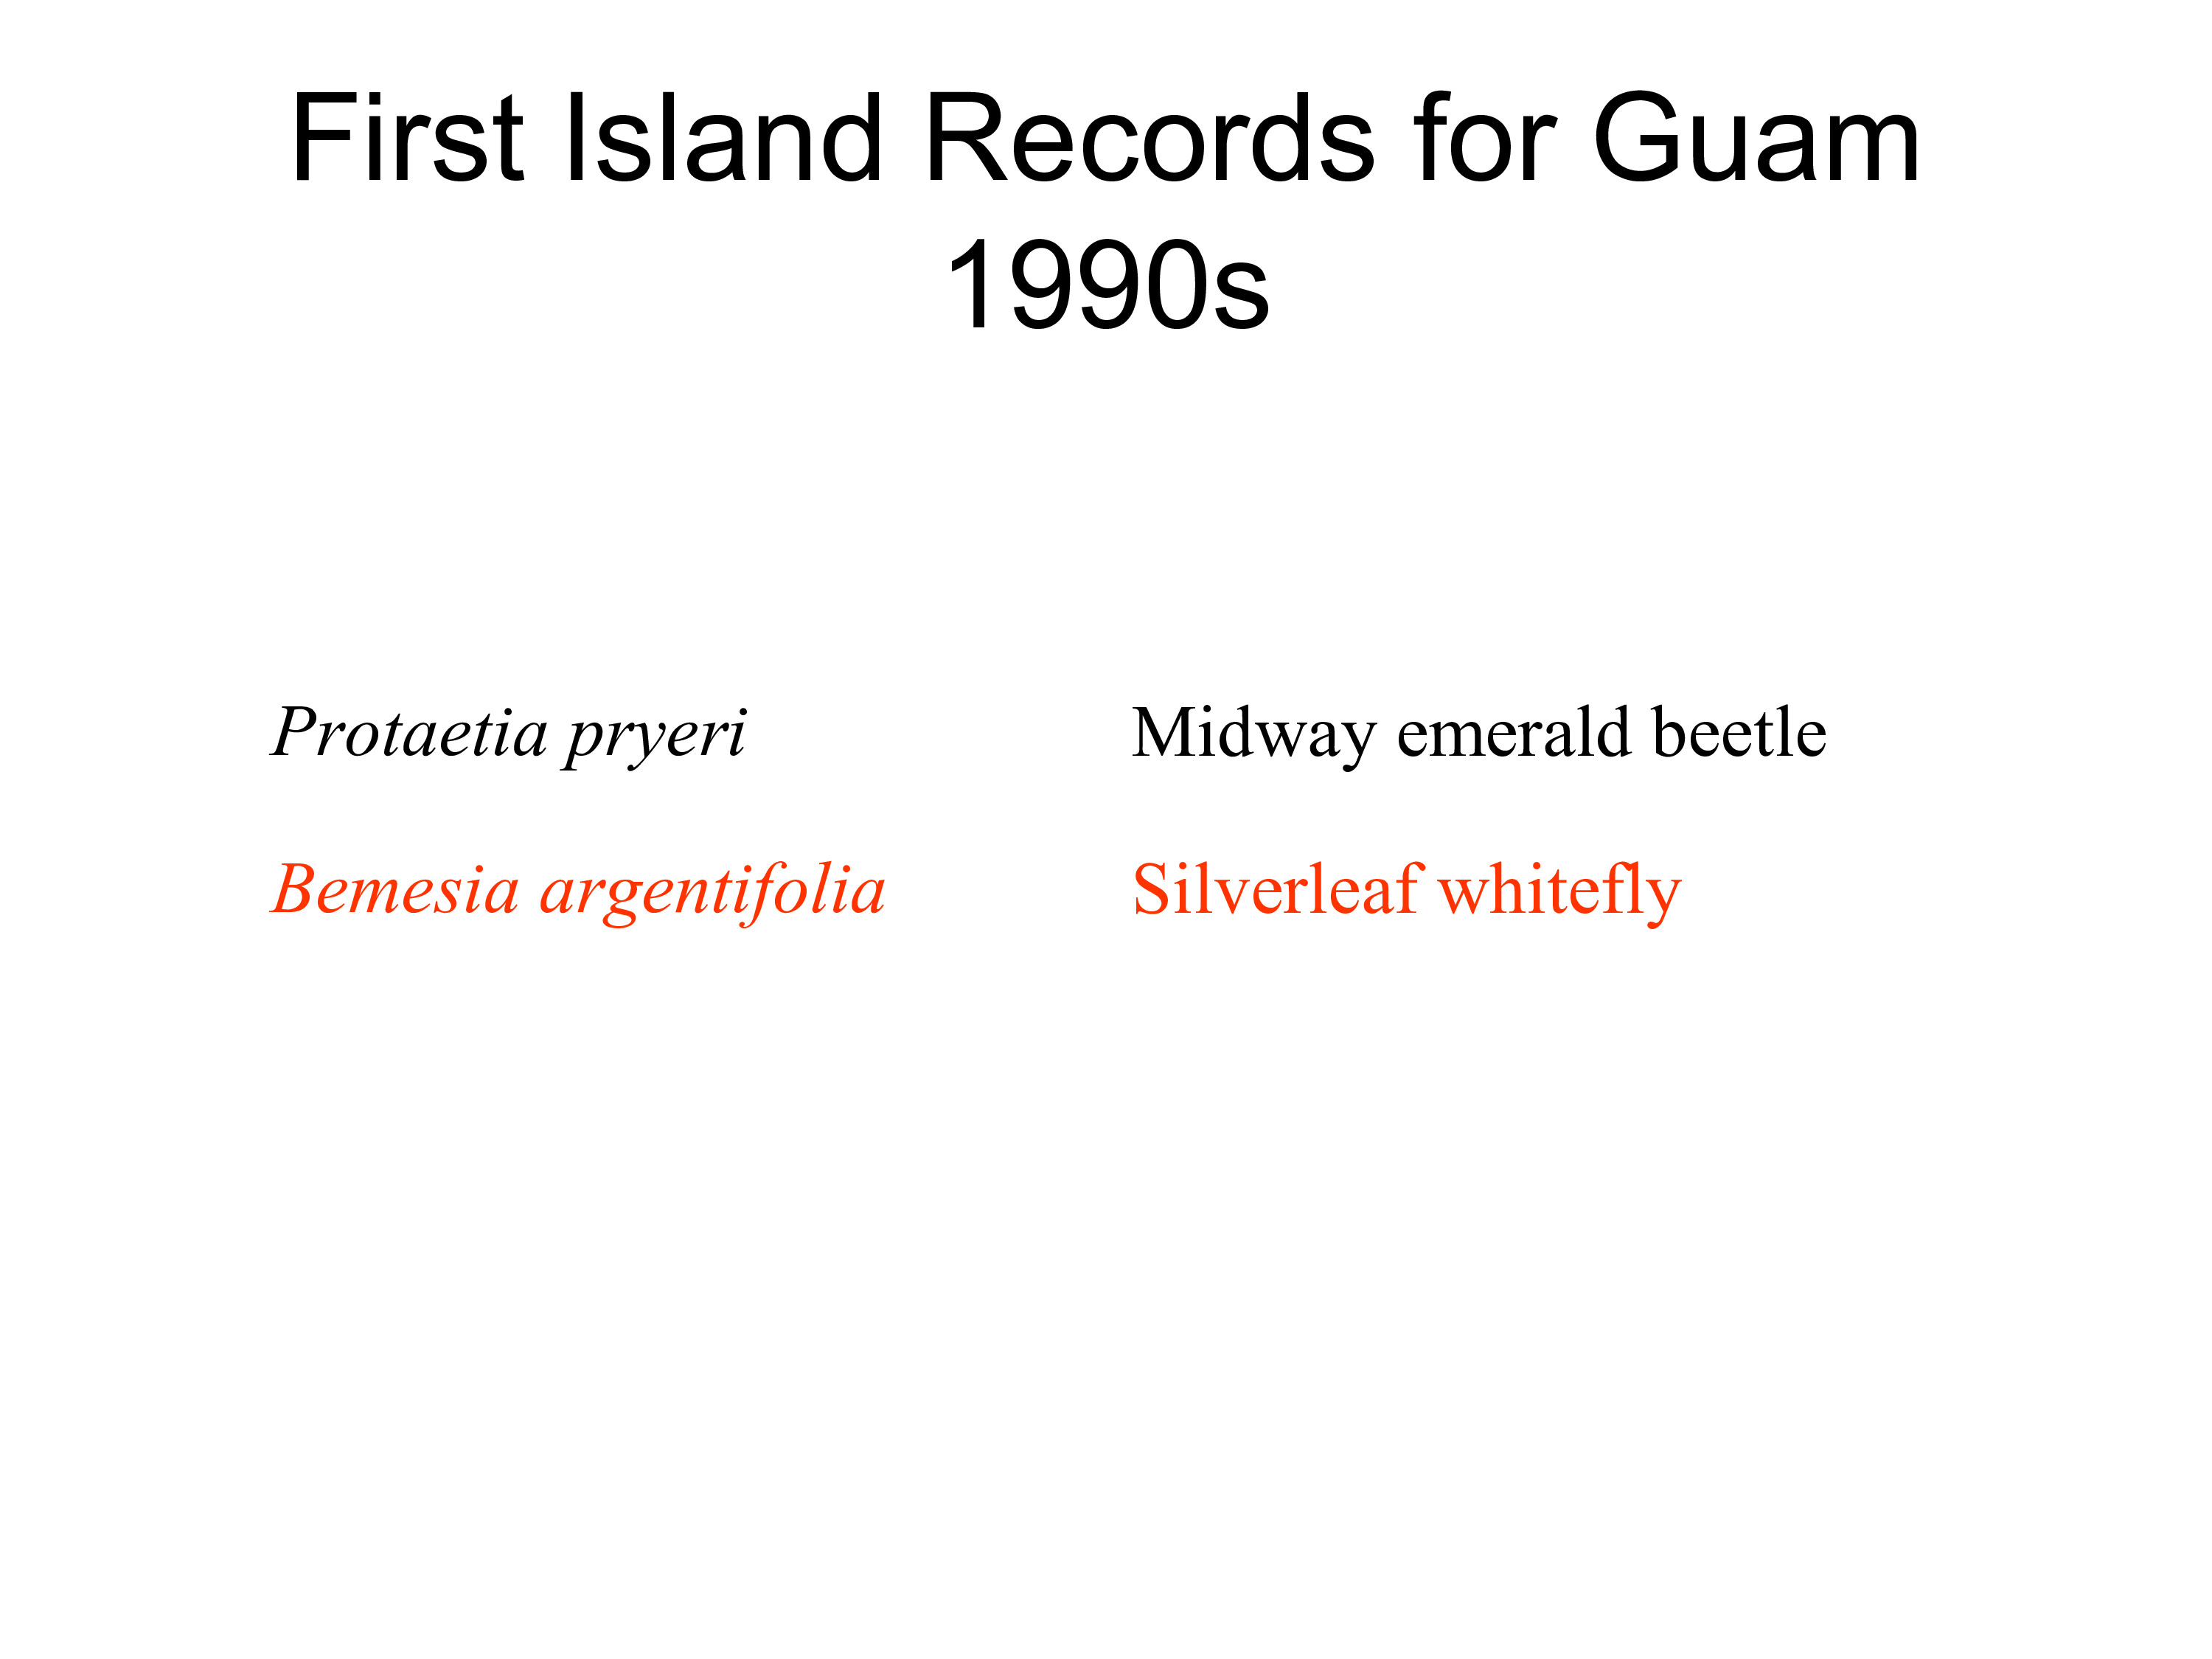 First Island Records for Guam
1990s
Protaetia pryeri Midway emerald beetle
Bemesia argentifolia Silverleaf whitefly